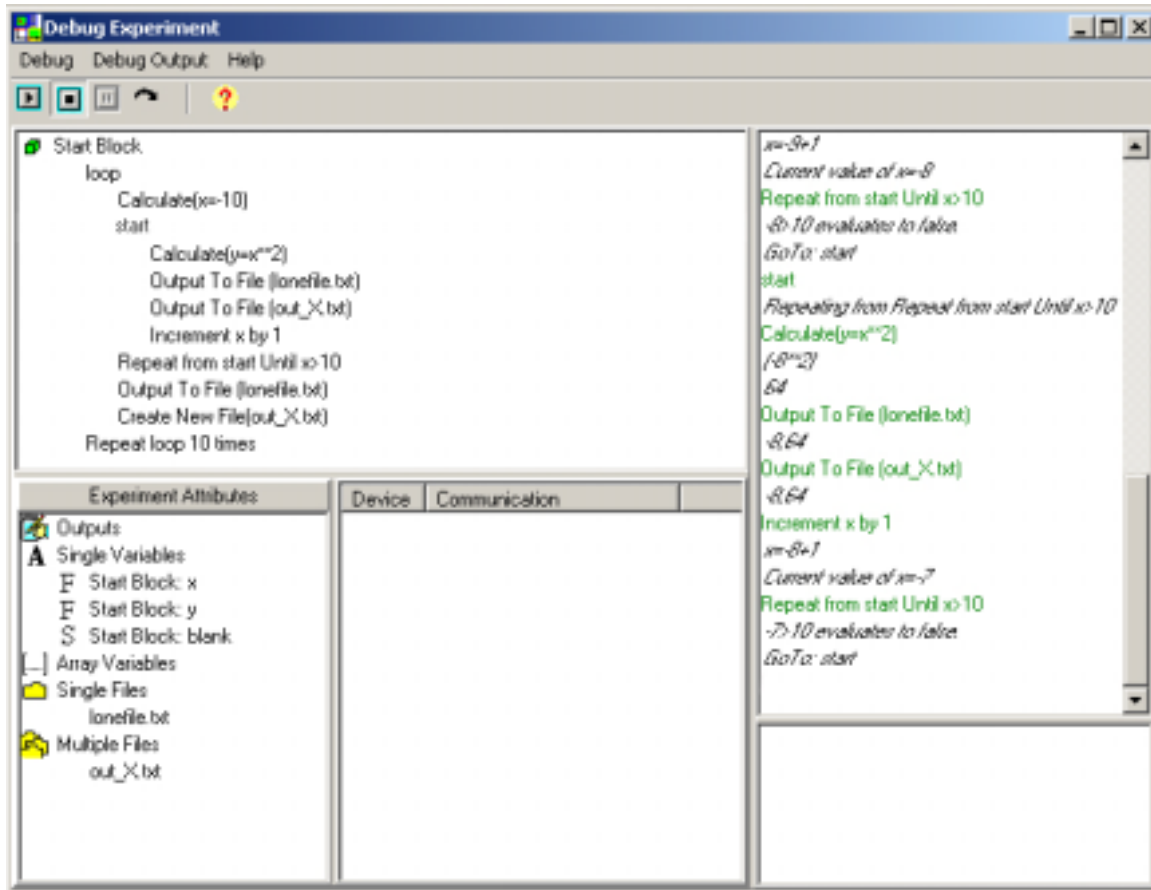 Debug Experiment
Debug Debug Output Help
Start Block
loop
Calculate(x=-10)
start
Calculate(y=x**2)
Output To File (lonefile.txt)
Output To File (out_X.txt)
Increment x by 1
Repeat from start Until x>10
Output To File (lonefile.txt)
Create New File(out_X.txt)
Repeat loop 10 times
Experiment Attributes
Outputs
A Single Variables
F Start Block: x
F Start Block: y
S Start Block: blank
[...] Array Variables
Single Files
lonefile.txt
Multiple Files
out_X.txt
Device Communication
x=-9+1
Current value of x=-8
Repeat from start Until x>10
-8>10 evaluates to false
GoTo: start
start
Repeating from Repeat from start Until x>10
Calculate(y=x**2)
(-8**2)
64
Output To File (lonefile.txt)
-8,64
Output To File (out_X.txt)
-8,64
Increment x by 1
x=-8+1
Current value of x=-7
Repeat from start Until x>10
-7>10 evaluates to false
GoTo: start